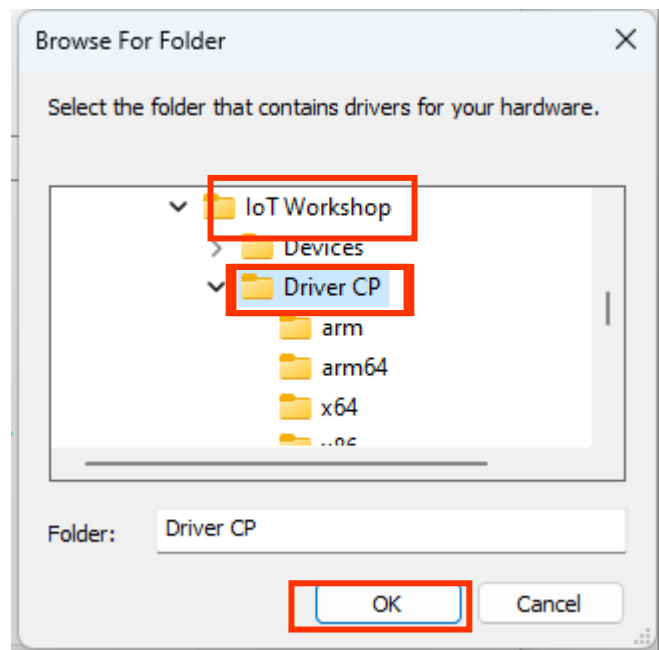 Browse For Folder
Select the folder that contains drivers for your hardware.
IoT Workshop
Devices
Driver CP
arm
arm64
x64
Folder: Driver CP
OK Cancel